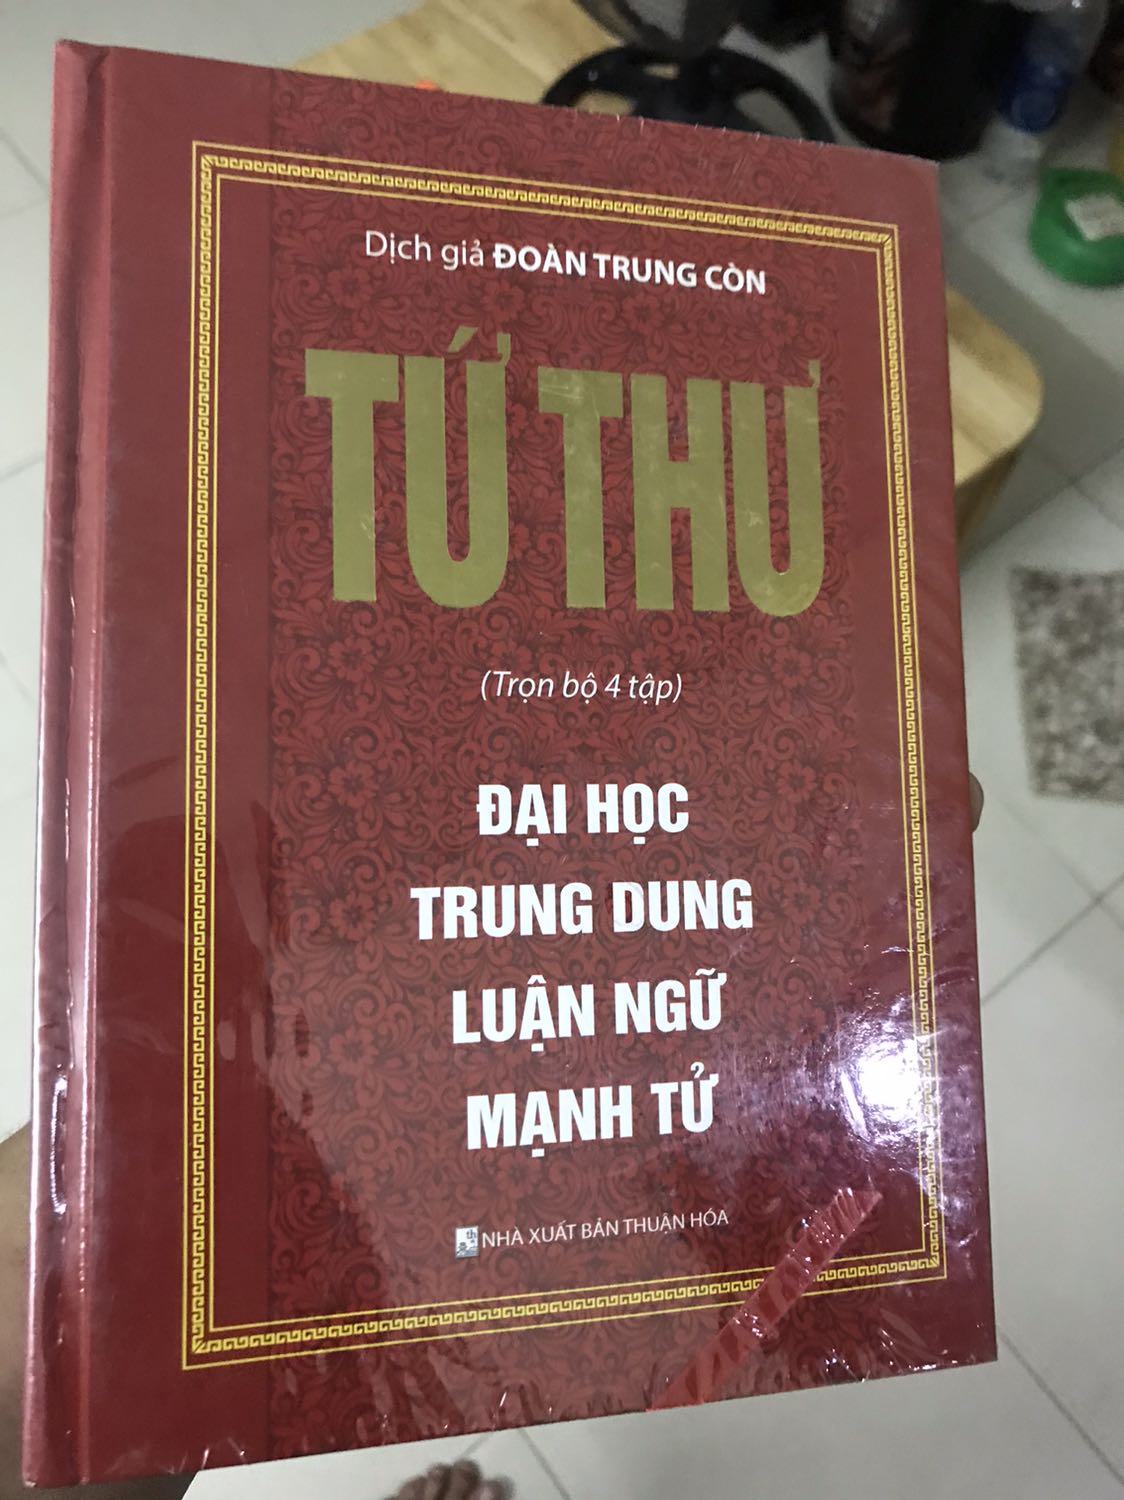 Dịch giả ĐOÀN TRUNG CÒN
TỨ THƯ
(Trọn bộ 4 tập)
ĐẠI HỌC
TRUNG DUNG
LUẬN NGỮ
MẠNH TỬ
th NHÀ XUẤT BẢN THUẬN HÓA